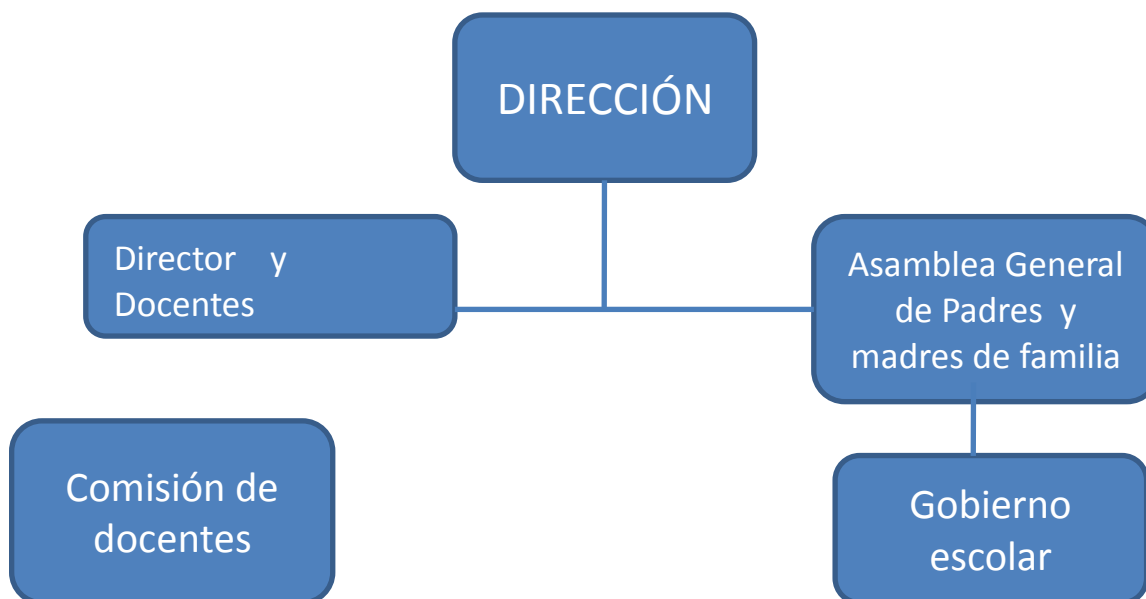 DIRECCIÓN
Director y
Docentes
Asamblea General
de Padres y
madres de familia
Comisión de
docentes
Gobierno
escolar